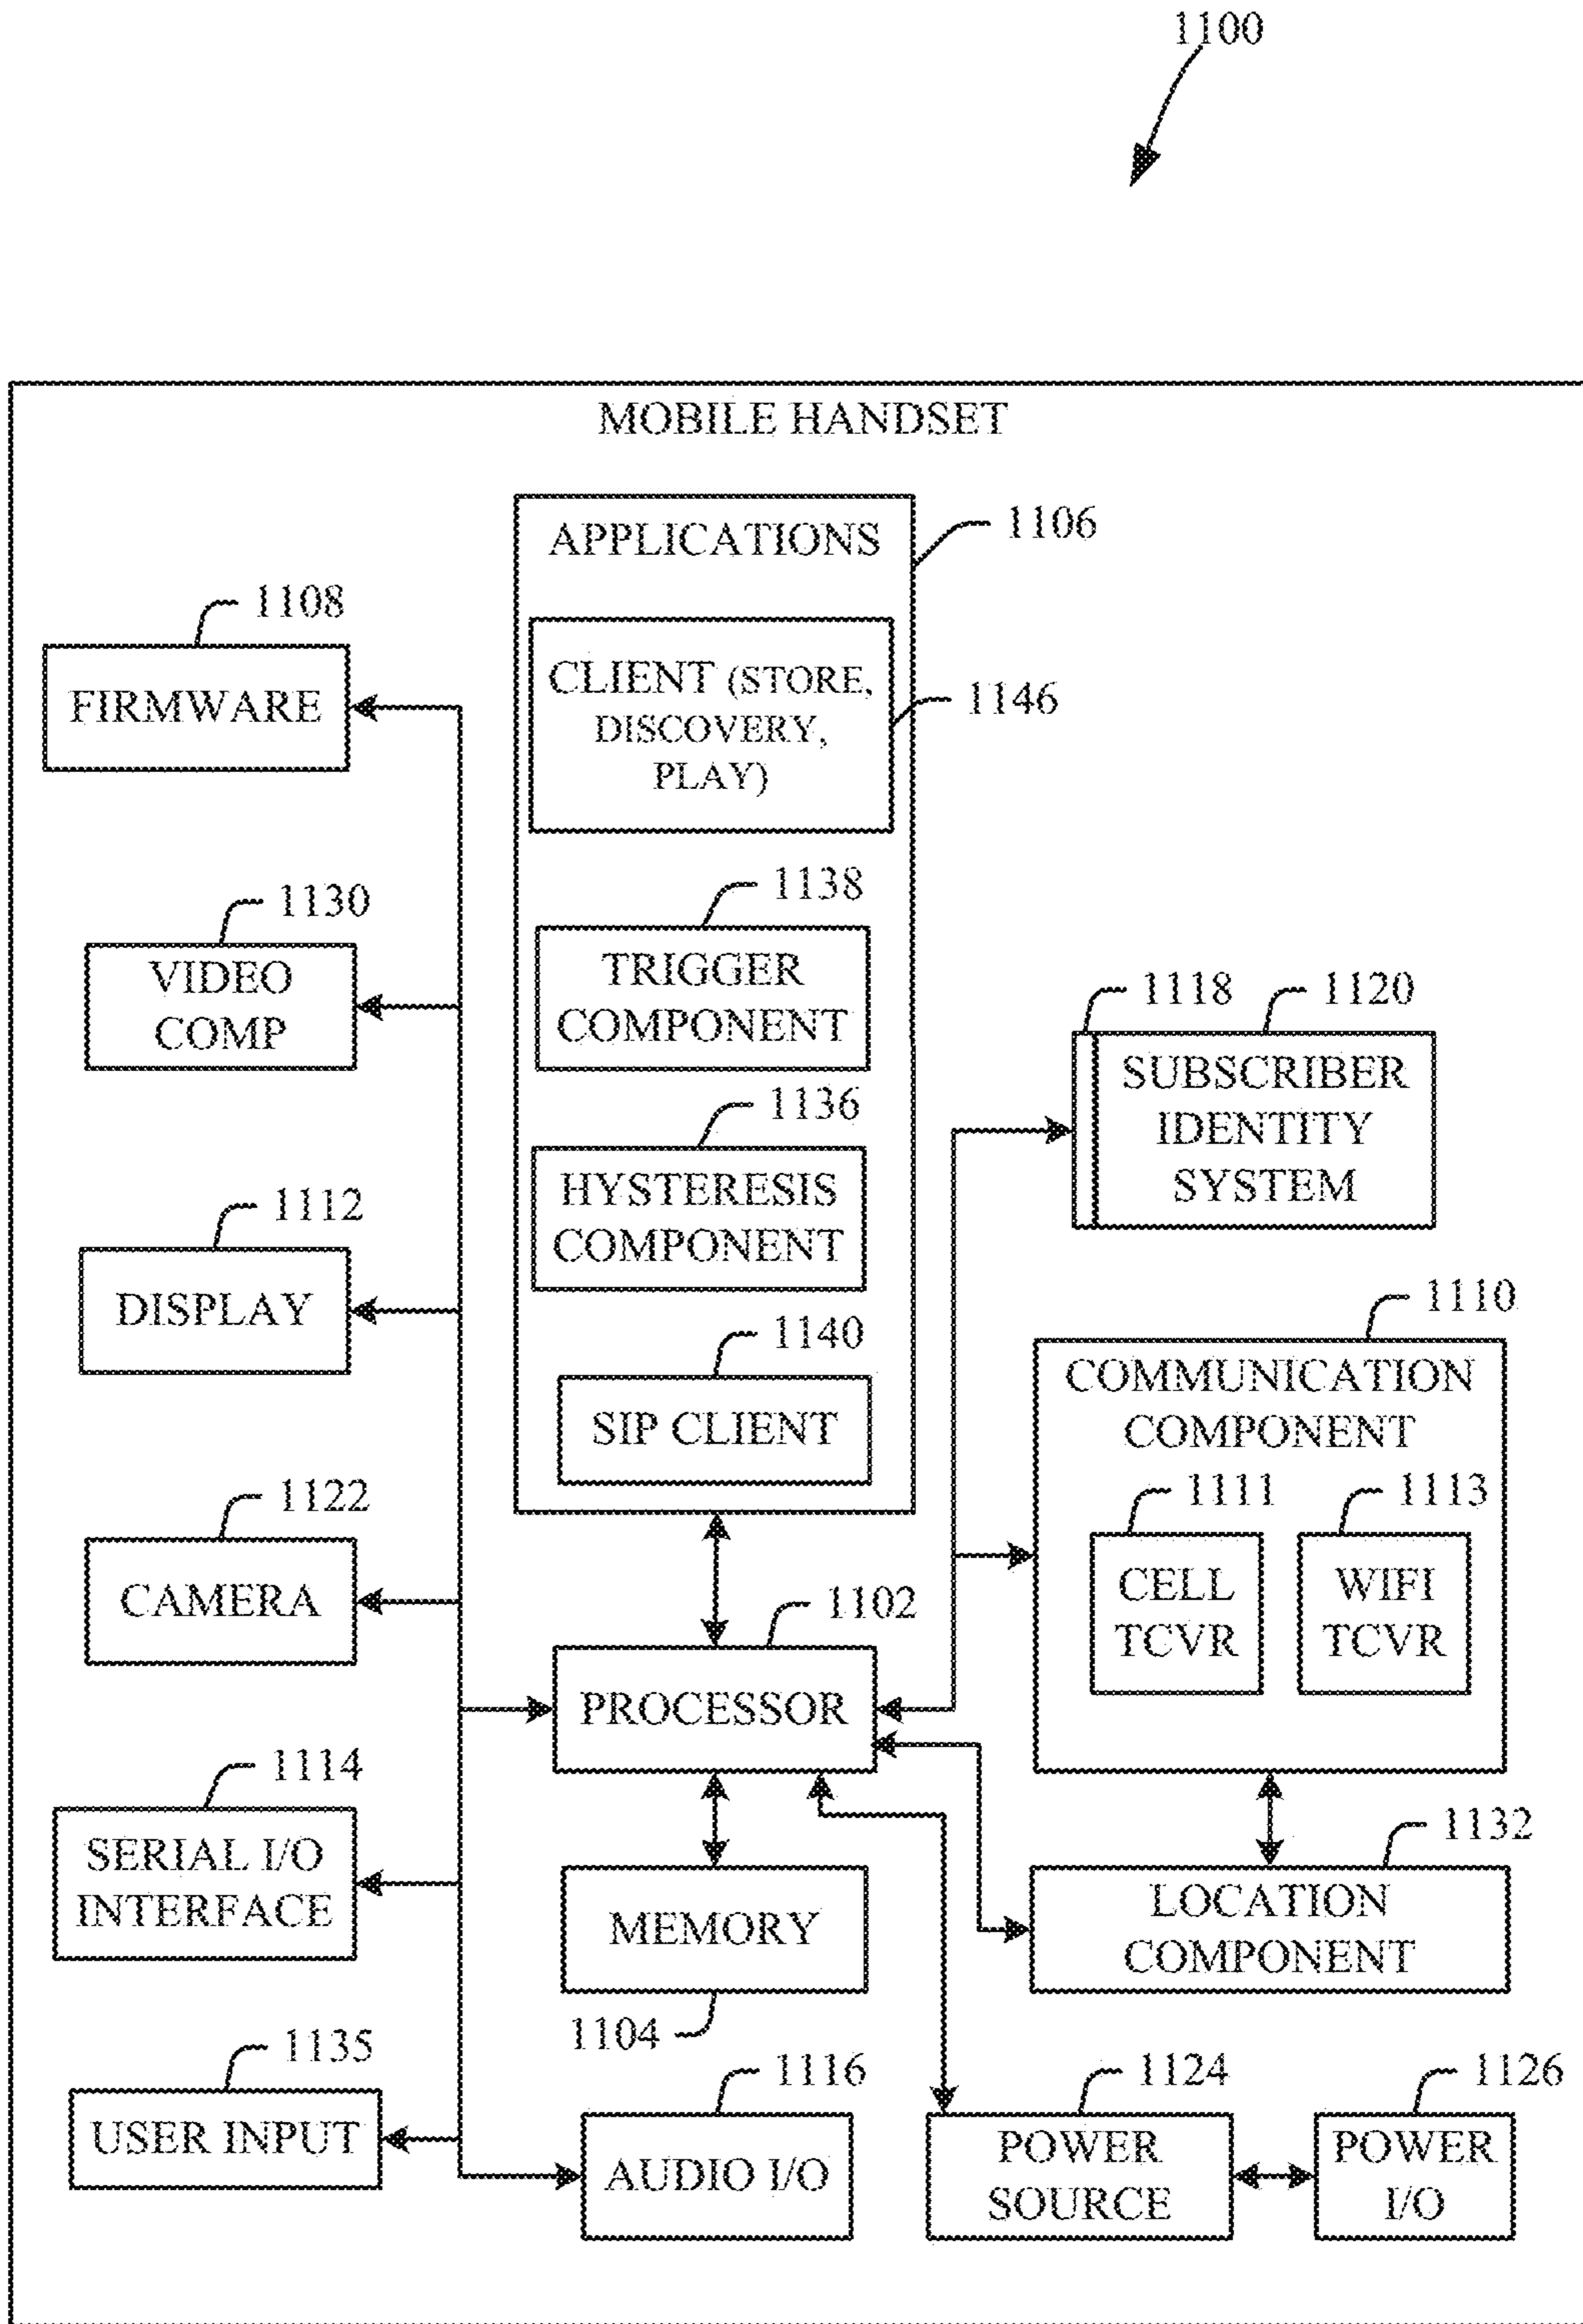 1100
MOBILE HANDSET
APPLICATIONS
1106
1108
FIRMWARE
CLIENT (STORE,
DISCOVERY,
PLAY)
1146
1130
VIDEO
COMP
1138
TRIGGER
COMPONENT
1118
1120
SUBSCRIBER
IDENTITY
SYSTEM
1136
HYSTERESIS
COMPONENT
1112
DISPLAY
1140
SIP CLIENT
1110
COMMUNICATION
COMPONENT
1111
CELL
TCVR
1113
WIFI
TCVR
1122
CAMERA
1102
PROCESSOR
1114
SERIAL I/O
INTERFACE
MEMORY
1104
1132
LOCATION
COMPONENT
1135
USER INPUT
1116
AUDIO I/O
1124
POWER
SOURCE
1126
POWER
I/O